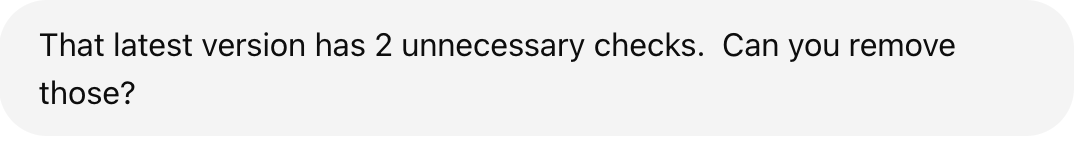 That latest version has 2 unnecessary checks.  Can you remove
those?